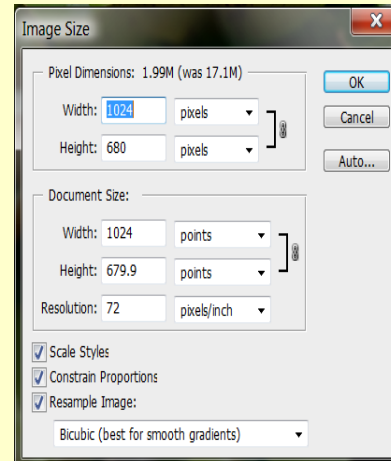 Image Size
Pixel Dimensions: 1.99M (was 17.1M)
OK
Width: 1024 pixels
Cancel
Height: 680 pixels
Auto...
Document Size:
Width: 1024 points
Height: 679.9 points
Resolution: 72 pixels/inch
Scale Styles
Constrain Proportions
Resample Image:
Bicubic (best for smooth gradients)